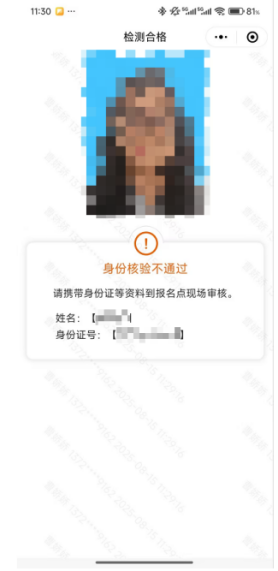 11:30
81%
检测合格
!
身份核验不通过
请携带身份证等资料到报名点现场审核。
姓名：【
身份证号：【 】